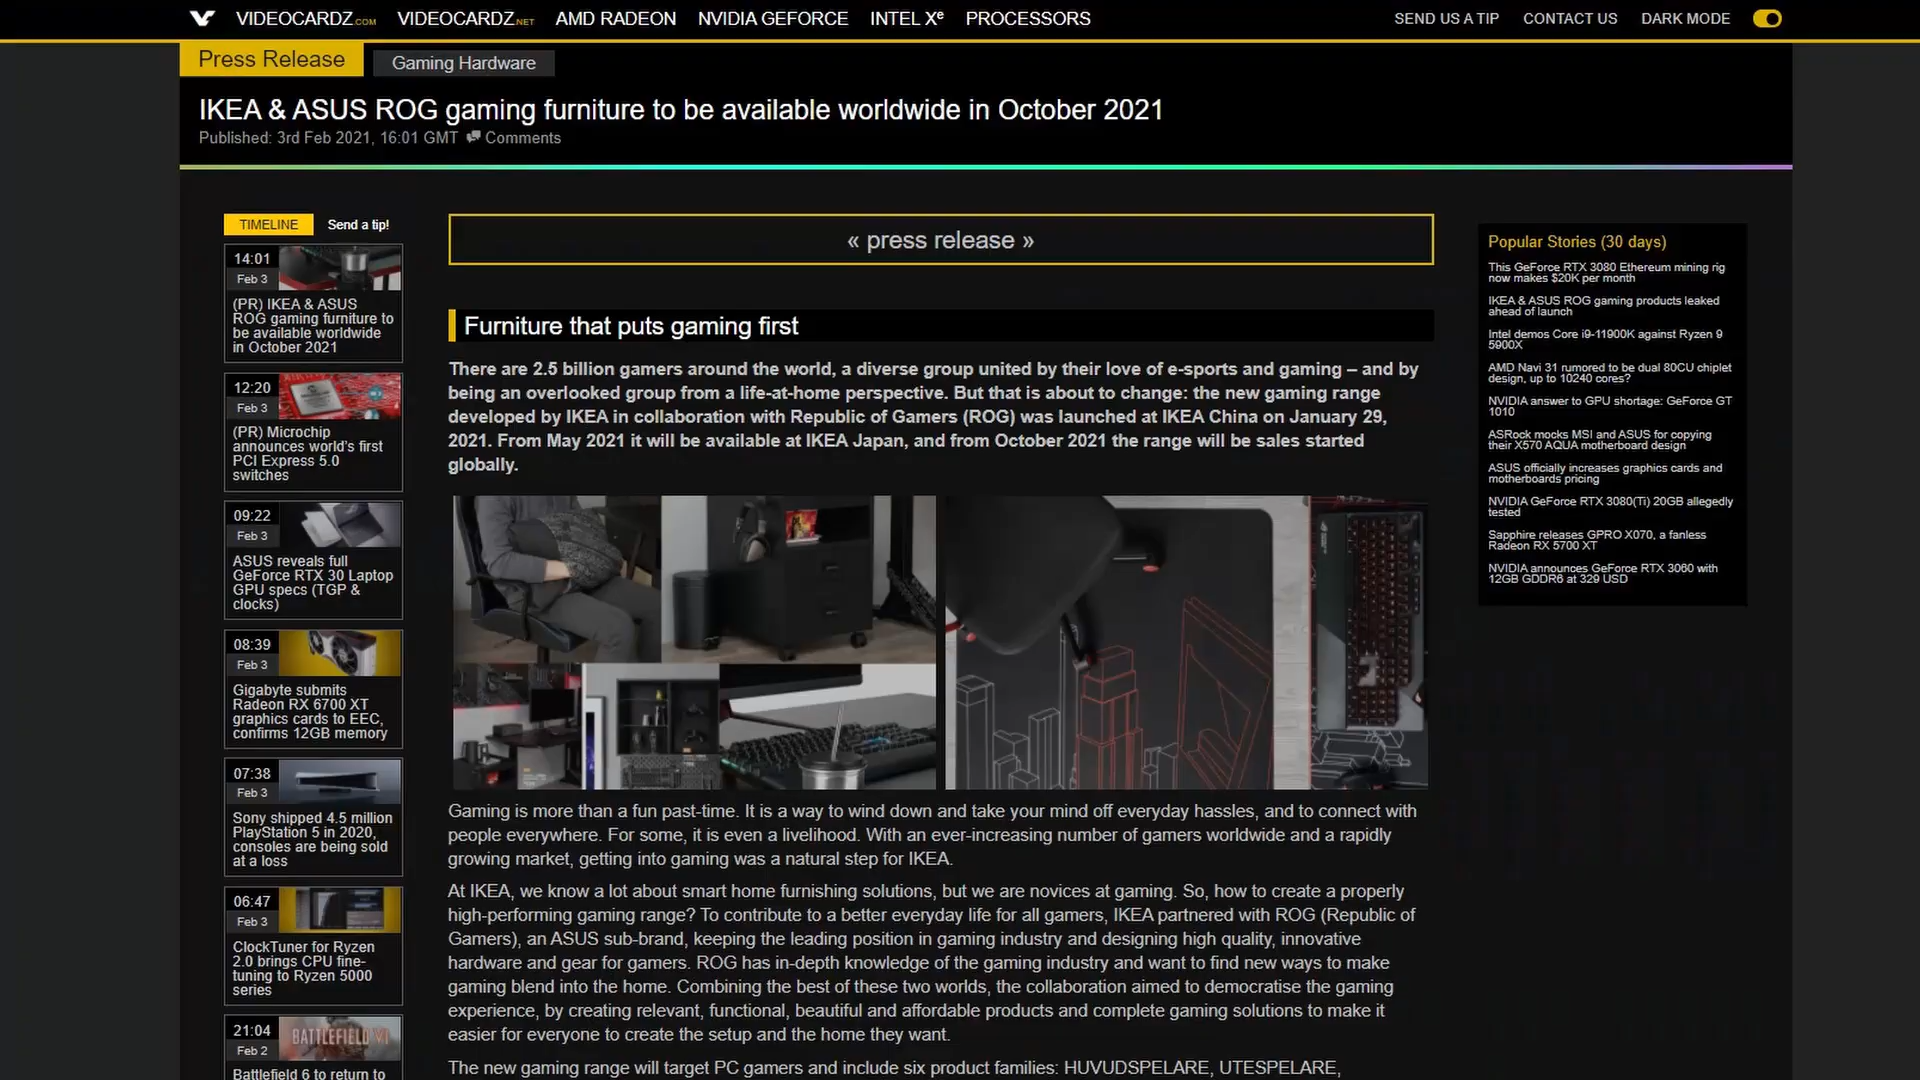 VIDEOCARDZ.COM VIDEOCARDZ.NET AMD RADEON NVIDIA GEFORCE INTEL Xe PROCESSORS SEND US A TIP CONTACT US DARK MODE
Press Release Gaming Hardware
IKEA & ASUS ROG gaming furniture to be available worldwide in October 2021
Published: 3rd Feb 2021, 16:01 GMT Comments
TIMELINE Send a tip!
14:01
Feb 3
(PR) IKEA & ASUS
ROG gaming furniture to
be available worldwide
in October 2021
12:20
Feb 3
(PR) Microchip
announces world's first
PCI Express 5.0
switches
09:22
Feb 3
ASUS reveals full
GeForce RTX 30 Laptop
GPU specs (TGP &
clocks)
08:39
Feb 3
Gigabyte submits
Radeon RX 6700 XT
graphics cards to EEC,
confirms 12GB memory
07:38
Feb 3
Sony shipped 4.5 million
PlayStation 5 in 2020,
consoles are being sold
at a loss
06:47
Feb 3
ClockTuner for Ryzen
2.0 brings CPU fine-
tuning to Ryzen 5000
series
21:04
Feb 2
BATTLEFIELD VI
Battlefield 6 to return to
« press release »
Furniture that puts gaming first
There are 2.5 billion gamers around the world, a diverse group united by their love of e-sports and gaming – and by
being an overlooked group from a life-at-home perspective. But that is about to change: the new gaming range
developed by IKEA in collaboration with Republic of Gamers (ROG) was launched at IKEA China on January 29,
2021. From May 2021 it will be available at IKEA Japan, and from October 2021 the range will be sales started
globally.
Gaming is more than a fun past-time. It is a way to wind down and take your mind off everyday hassles, and to connect with
people everywhere. For some, it is even a livelihood. With an ever-increasing number of gamers worldwide and a rapidly
growing market, getting into gaming was a natural step for IKEA.
At IKEA, we know a lot about smart home furnishing solutions, but we are novices at gaming. So, how to create a properly
high-performing gaming range? To contribute to a better everyday life for all gamers, IKEA partnered with ROG (Republic of
Gamers), an ASUS sub-brand, keeping the leading position in gaming industry and designing high quality, innovative
hardware and gear for gamers. ROG has in-depth knowledge of the gaming industry and want to find new ways to make
gaming blend into the home. Combining the best of these two worlds, the collaboration aimed to democratise the gaming
experience, by creating relevant, functional, beautiful and affordable products and complete gaming solutions to make it
easier for everyone to create the setup and the home they want.
The new gaming range will target PC gamers and include six product families: HUVUDSPELARE, UTESPELARE,
Popular Stories (30 days)
This GeForce RTX 3080 Ethereum mining rig
now makes $20K per month
IKEA & ASUS ROG gaming products leaked
ahead of launch
Intel demos Core i9-11900K against Ryzen 9
5900X
AMD Navi 31 rumored to be dual 80CU chiplet
design, up to 10240 cores?
NVIDIA answer to GPU shortage: GeForce GT
1010
ASRock mocks MSI and ASUS for copying
their X570 AQUA motherboard design
ASUS officially increases graphics cards and
motherboards pricing
NVIDIA GeForce RTX 3080(Ti) 20GB allegedly
tested
Sapphire releases GPRO X070, a fanless
Radeon RX 5700 XT
NVIDIA announces GeForce RTX 3060 with
12GB GDDR6 at 329 USD